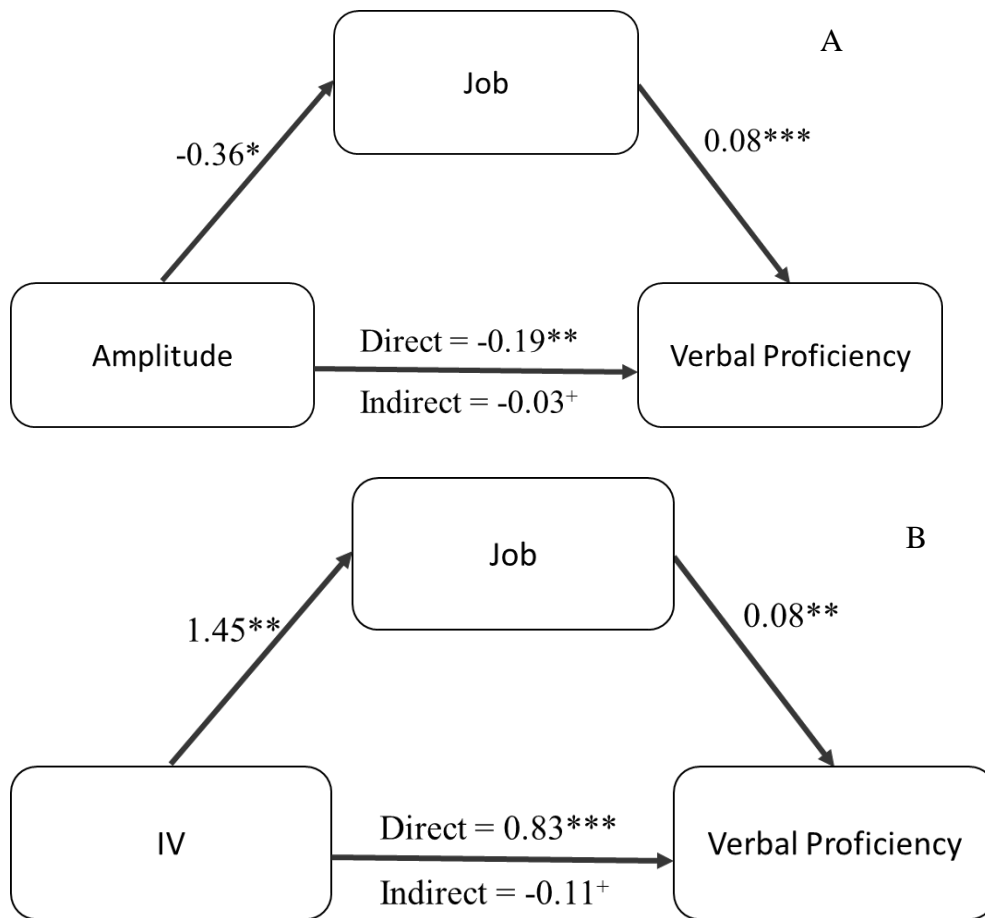 A
Job
-0.36*
0.08***
Amplitude
Direct = -0.19**
Indirect = -0.03⁺
Verbal Proficiency
B
Job
1.45**
0.08**
IV
Direct = 0.83***
Indirect = -0.11⁺
Verbal Proficiency